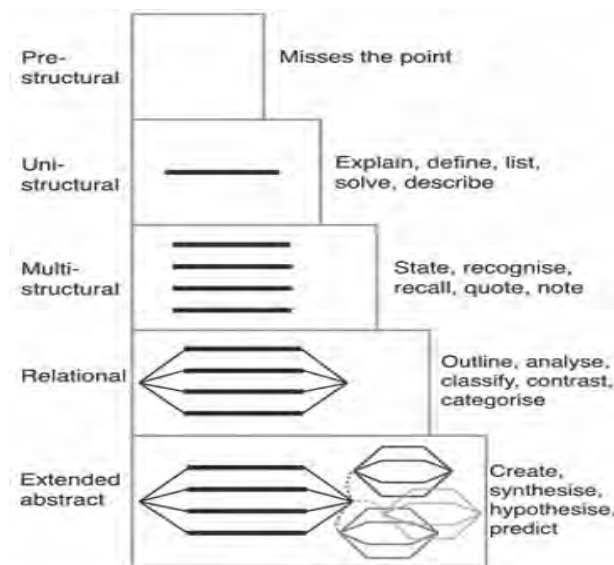 Pre-
structural
Misses the point
Uni-
structural
Explain, define, list,
solve, describe
Multi-
structural
State, recognise,
recall, quote, note
Relational
Outline, analyse,
classify, contrast,
categorise
Extended
abstract
Create,
synthesise,
hypothesise,
predict